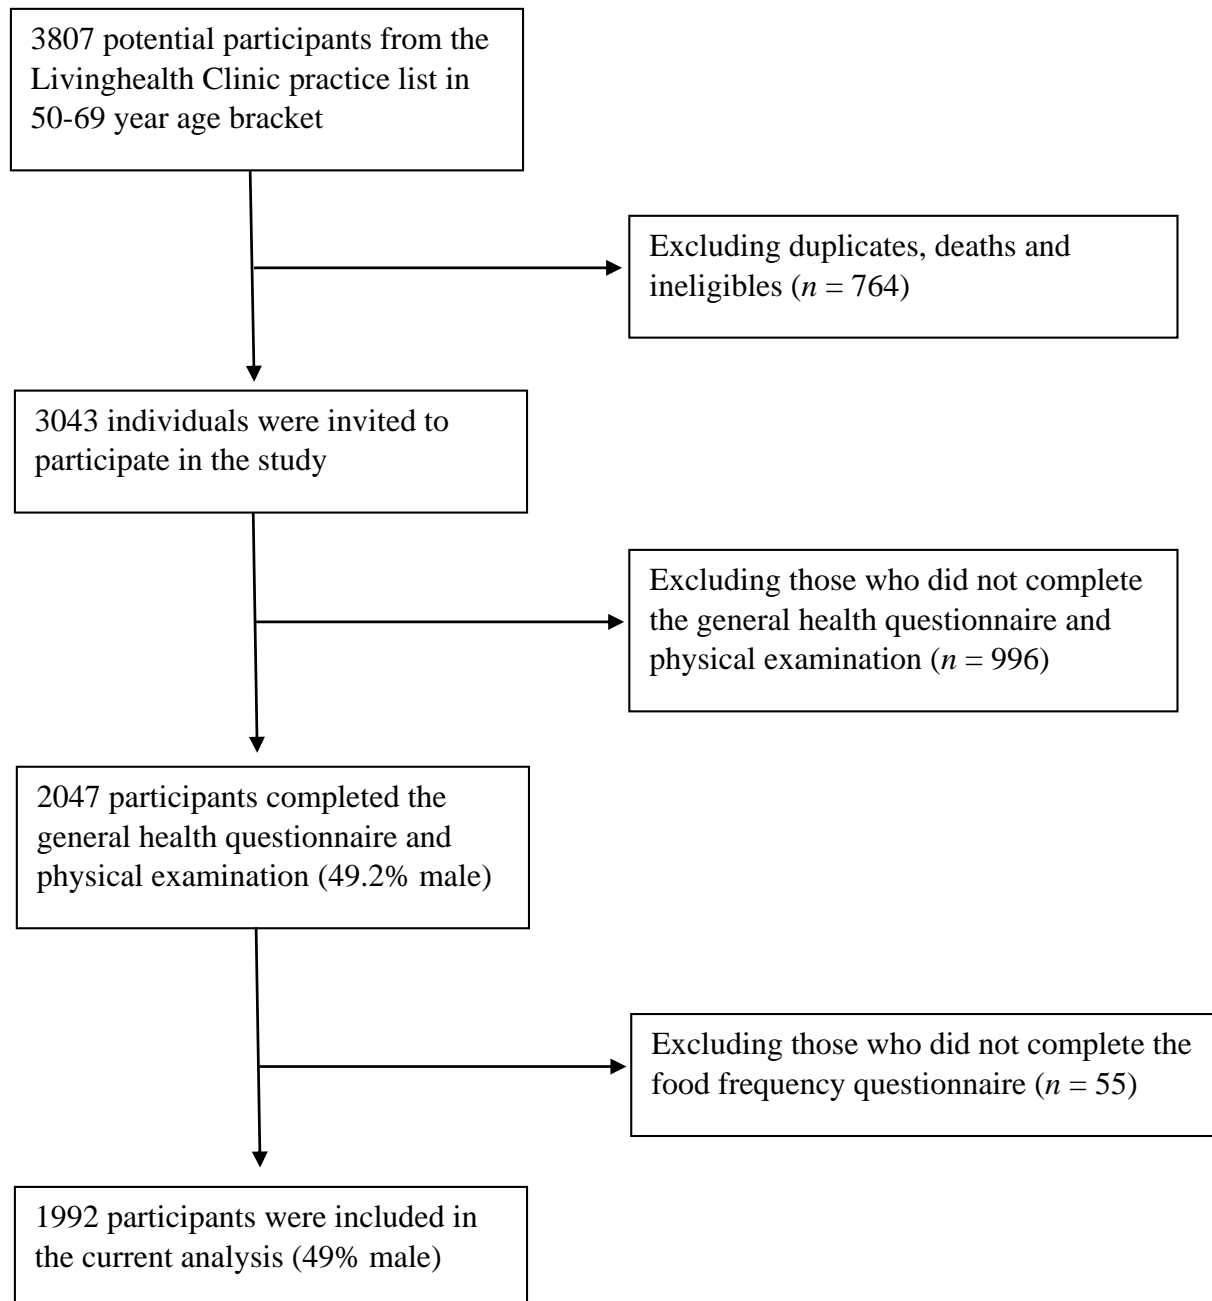 3807 potential participants from the
Livinghealth Clinic practice list in
50-69 year age bracket
Excluding duplicates, deaths and
ineligibles (n = 764)
3043 individuals were invited to
participate in the study
Excluding those who did not complete
the general health questionnaire and
physical examination (n = 996)
2047 participants completed the
general health questionnaire and
physical examination (49.2% male)
Excluding those who did not complete the
food frequency questionnaire (n = 55)
1992 participants were included in
the current analysis (49% male)